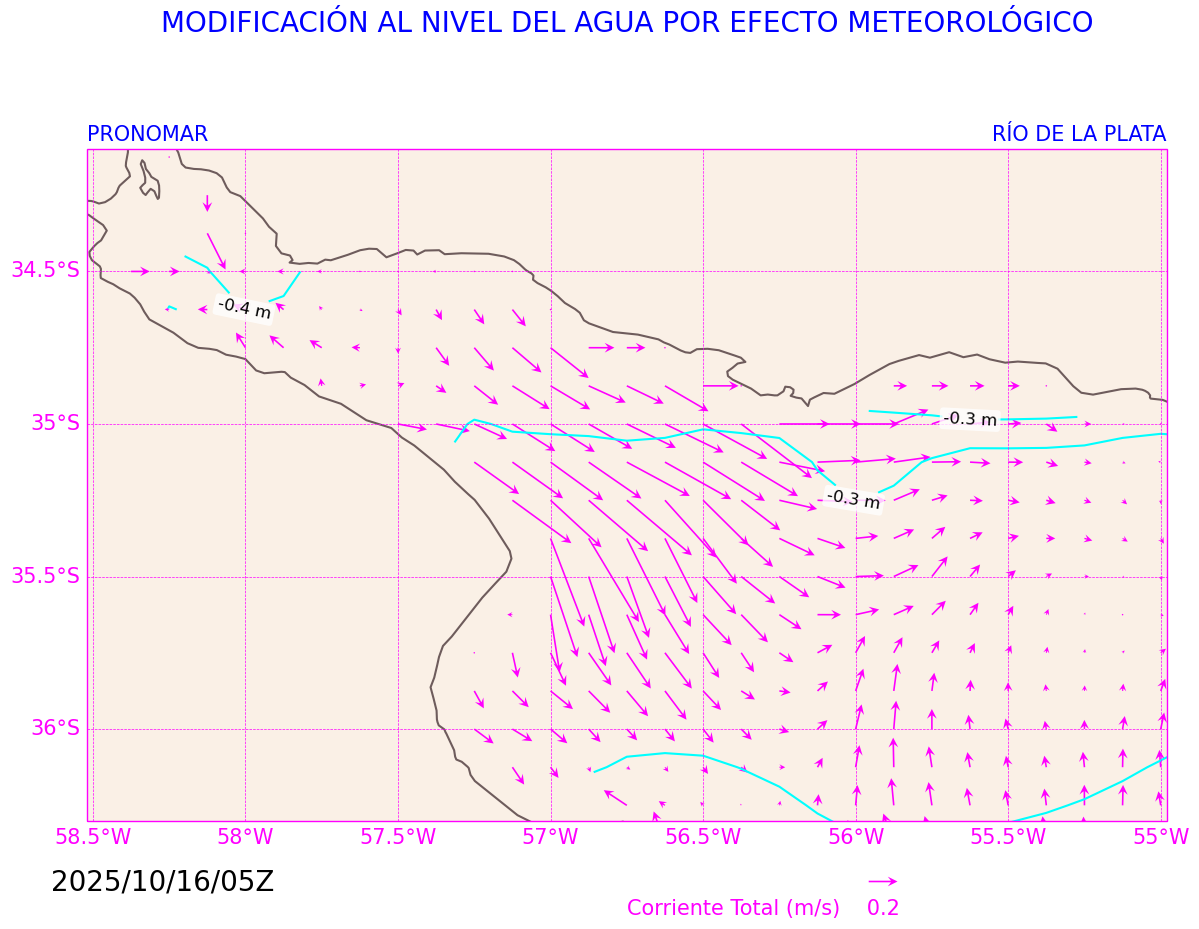 MODIFICACIÓN AL NIVEL DEL AGUA POR EFECTO METEOROLÓGICO
PRONOMAR
RÍO DE LA PLATA
34.5°S
-0.4 m
35°S
-0.3 m
-0.3 m
35.5°S
36°S
58.5°W
58°W
57.5°W
57°W
56.5°W
56°W
55.5°W
55°W
2025/10/16/05Z
Corriente Total (m/s)
0.2